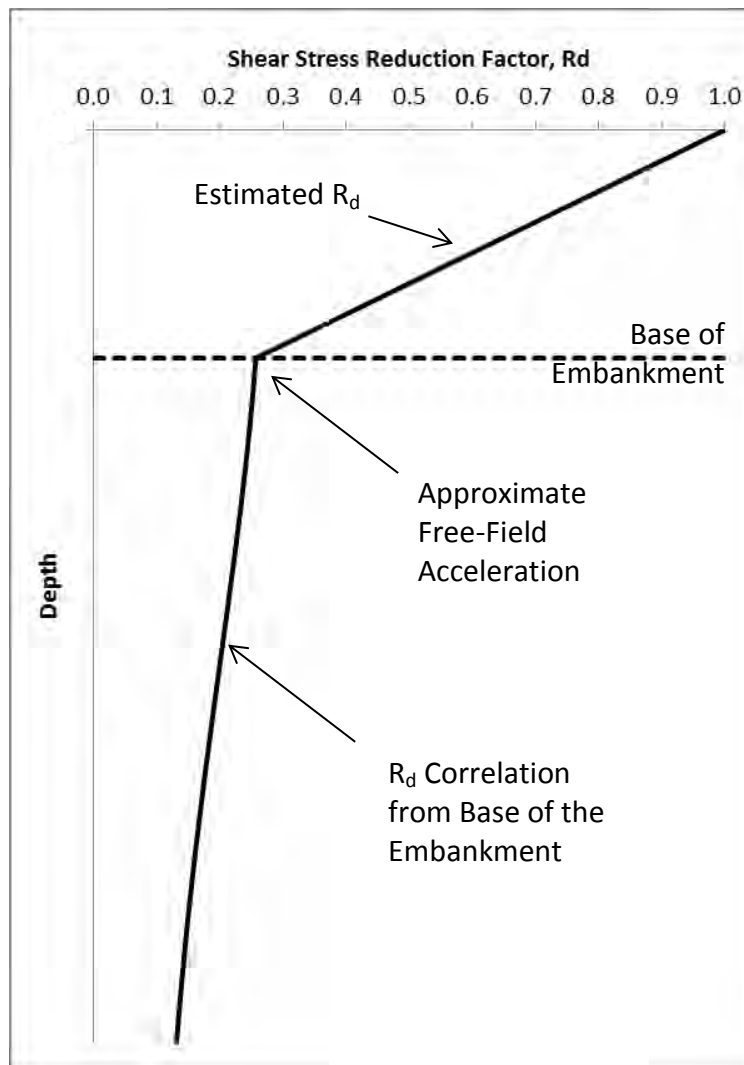 Shear Stress Reduction Factor, Rd
0.0 0.1 0.2 0.3 0.4 0.5 0.6 0.7 0.8 0.9 1.0
Estimated Rd
Base of
Embankment
Approximate
Free-Field
Acceleration
Depth
Rd Correlation
from Base of the
Embankment